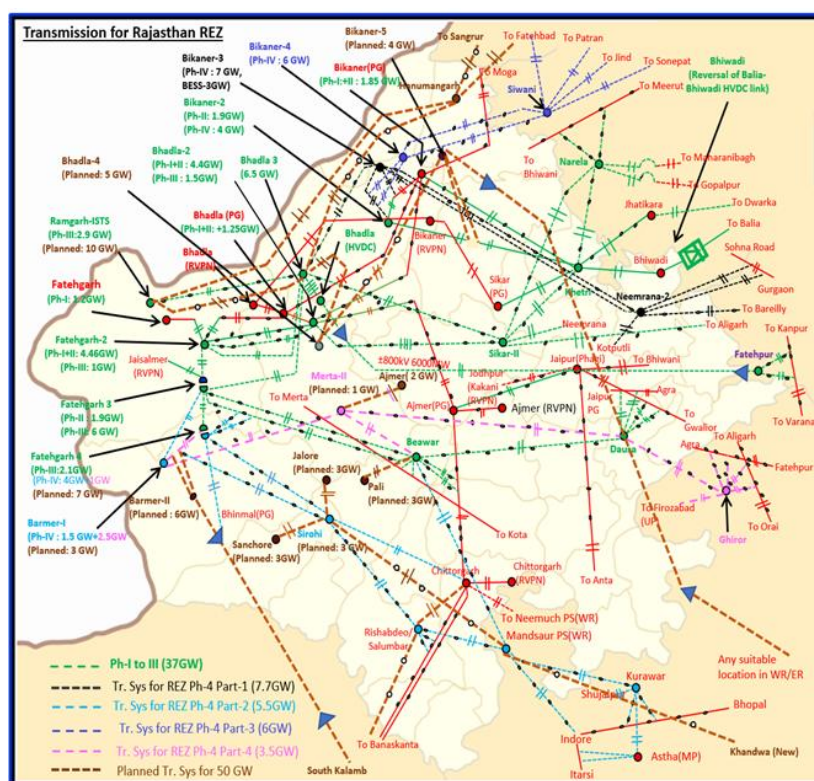 Transmission for Rajasthan REZ
Bikaner-5
(Planned: 4 GW)
To Sangrur
Bikaner-4
(Ph-IV : 6 GW)
To Fatehbad
To Patran
To Jind
To Sonepat
Bikaner-3
(Ph-IV : 7 GW,
BESS-3GW)
Bikaner(PG)
(Ph-I:+II : 1.85 GW)
Hanumangarh
To Moga
Siwani
To Meerut
Bhiwadi
(Reversal of Balia-
Bhiwadi HVDC link)
Bikaner-2
(Ph-II: 1.9GW)
(Ph-IV : 4 GW)
Bhadla-2
(Ph-I+II : 4.4GW)
(Ph-III : 1.5GW)
Bhadla 3
(6.5 GW)
Bhadla-4
(Planned: 5 GW)
To
Bhiwani
Narela
To Maharanibagh
To Gopalpur
Ramgarh-ISTS
(Ph-III:2.9 GW)
(Planned: 10 GW)
Bhadla (PG)
(Ph-I+II: +1.25GW)
Bhadla
(HVDC)
Bhadla
(RVPN)
Bikaner
(RVPN)
Jhatikara
To Dwarka
To Balia
Bhiwadi
Sohna Road
Gurgaon
Fatehgarh
(Ph-I: 1.2GW)
Sikar
(PG)
Khetri
Neemrana-2
To Bareilly
Fatehgarh-2
(Ph-I+II: 4.46GW)
(Ph-III: 1GW)
Jaisalmer
(RVPN)
Neemrana
Sikar-II
Kotputli
To Aligarh
To Kanpur
±800kV 6000MW
Ajmer( 2 GW)
Jodhpur
(Kakani
(RVPN)
Jaipur(Phagi)
To Bhiwani
Fatehpur
Merta-II
(Planned: 1 GW)
Fatehgarh 3
(Ph-II : 1.9GW)
(Ph-III: 6 GW)
To Merta
Ajmer(PG)
Ajmer (RVPN)
Jaipur
PG
Agra
To
Gwalior
To Varana
Fatehgarh
(Ph-III:2.1GW)
(Planned: 7 GW)
Beawar
Dausa
Agra
To Aligarh
Fatehpur
Jalore
(Planned: 3GW)
Pali
(Planned: 3GW)
Barmer-II
(Planned : 6GW)
Bhinmal(PG)
Barmer-I
(Ph-IV : 1.5 GW+2.5GW
(Planned: 3 GW)
Sanchore
(Planned: 3GW)
Sirohi
(Planned: 3 GW)
To Kota
To Firozabad
(UP)
To Orai
Ghiror
Chittorgarh
Chittorgarh
(RVPN)
To Anta
To Neemuch PS(WR)
Mandsaur PS(WR)
Rishabdeo/
Salumbar
Any suitable
location in WR/ER
Ph-I to III (37GW)
Tr. Sys for REZ Ph-4 Part-1 (7.7GW)
Tr. Sys for REZ Ph-4 Part-2 (5.5GW)
Tr. Sys for REZ Ph-4 Part-3 (6GW)
Tr. Sys for REZ Ph-4 Part-4 (3.5GW)
Planned Tr. Sys for 50 GW
Kurawar
Shujalpur
Bhopal
Indore
Itarsi
Astha(MP)
Khandwa (New)
To Banaskanta
South Kalamb